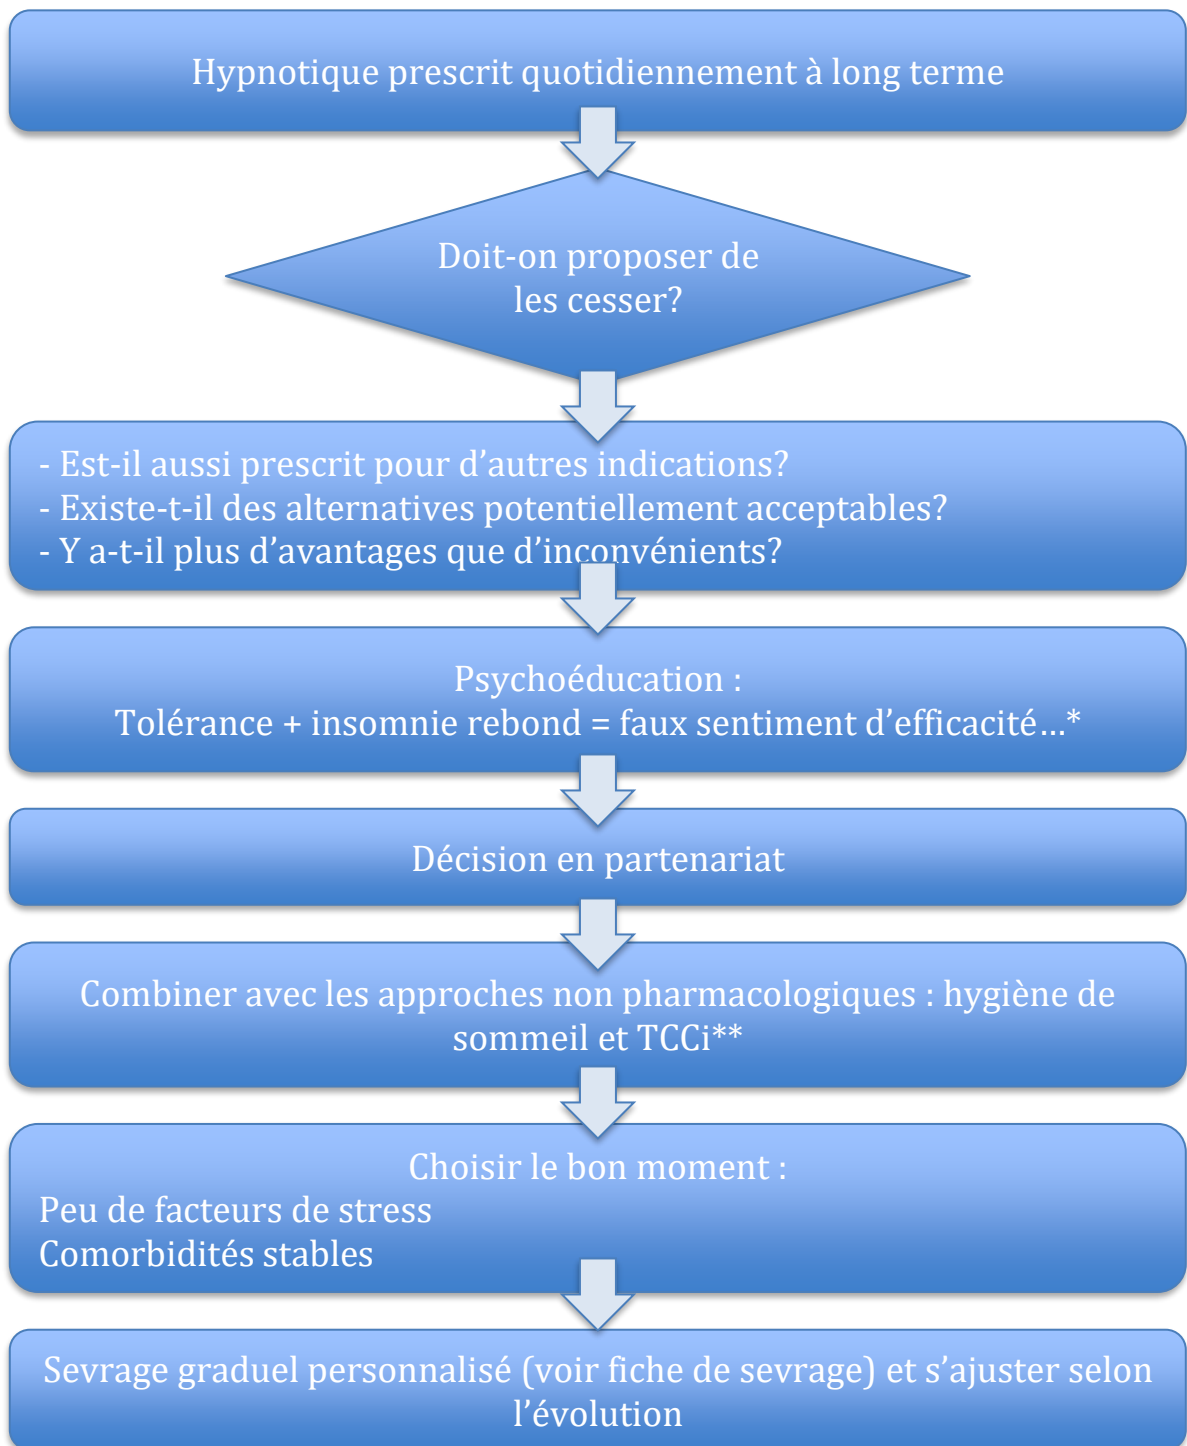 Hypnotique prescrit quotidiennement à long terme
Doit-on proposer de
les cesser?
- Est-il aussi prescrit pour d’autres indications?
- Existe-t-il des alternatives potentiellement acceptables?
- Y a-t-il plus d’avantages que d’inconvénients?
Psychoéducation :
Tolérance + insomnie rebond = faux sentiment d’efficacité…*
Décision en partenariat
Combiner avec les approches non pharmacologiques : hygiène de
sommeil et TCCi**
Choisir le bon moment :
Peu de facteurs de stress
Comorbidités stables
Sevrage graduel personnalisé (voir fiche de sevrage) et s’ajuster selon
l’évolution